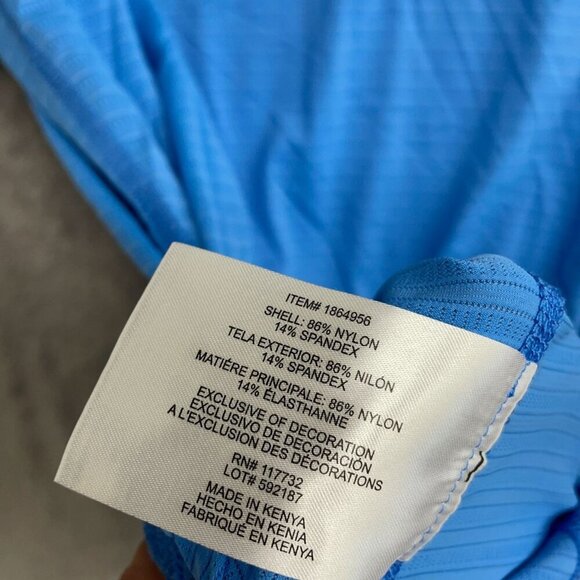 ITEM# 1864956
SHELL: 86% NYLON
14% SPANDEX
TELA EXTERIOR: 86% NILÓN
14% SPANDEX
MATIÉRE PRINCIPALE: 86% NYLON
14% ÉLASTHANNE
EXCLUSIVE OF DECORATION
EXCLUSIVO DE DECORACIÓN
A L'EXCLUSION DES DÉCORATIONS
RN# 117732
LOT# 592187
MADE IN KENYA
HECHO EN KENIA
FABRIQUÉ EN KENYA